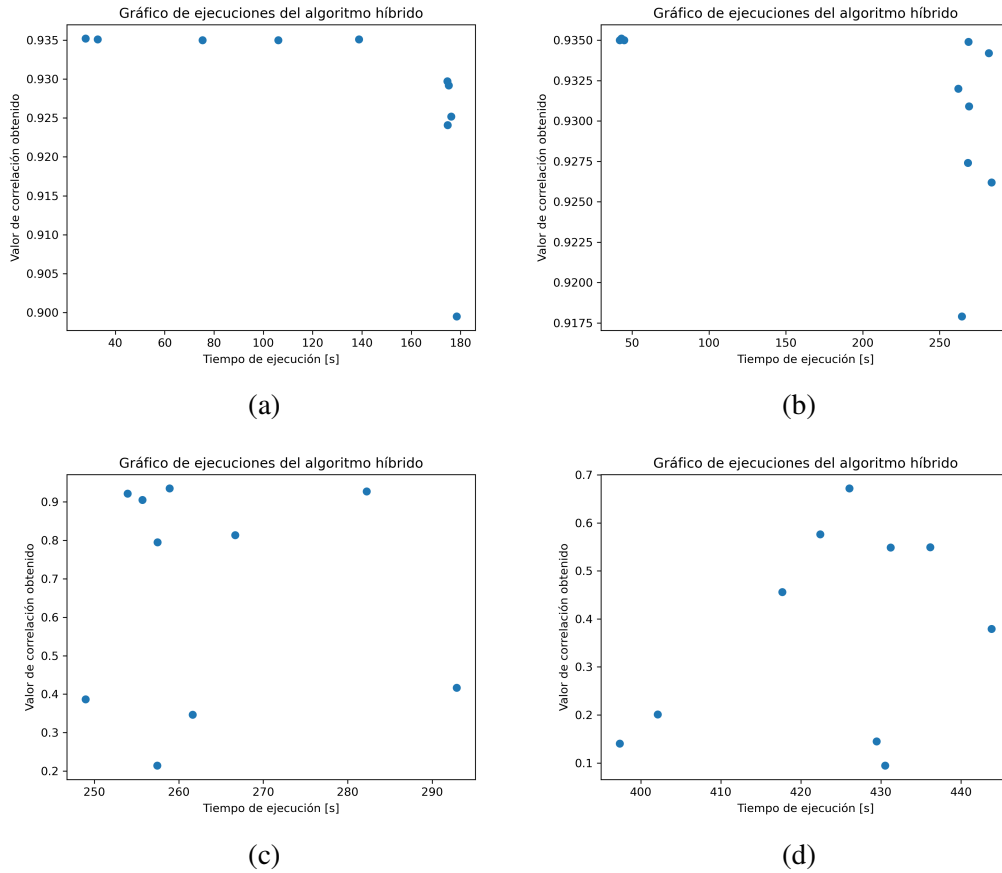 Gráfico de ejecuciones del algoritmo híbrido
0.935
0.930
0.925
0.920
0.915
0.910
0.905
0.900
Valor de correlación obtenido
40 60 80 100 120 140 160 180
Tiempo de ejecución [s]
(a)
Gráfico de ejecuciones del algoritmo híbrido
0.9350
0.9325
0.9300
0.9275
0.9250
0.9225
0.9200
0.9175
Valor de correlación obtenido
50 100 150 200 250
Tiempo de ejecución [s]
(b)
Gráfico de ejecuciones del algoritmo híbrido
0.9
0.8
0.7
0.6
0.5
0.4
0.3
0.2
Valor de correlación obtenido
250 260 270 280 290
Tiempo de ejecución [s]
(c)
Gráfico de ejecuciones del algoritmo híbrido
0.7
0.6
0.5
0.4
0.3
0.2
0.1
Valor de correlación obtenido
400 410 420 430 440
Tiempo de ejecución [s]
(d)